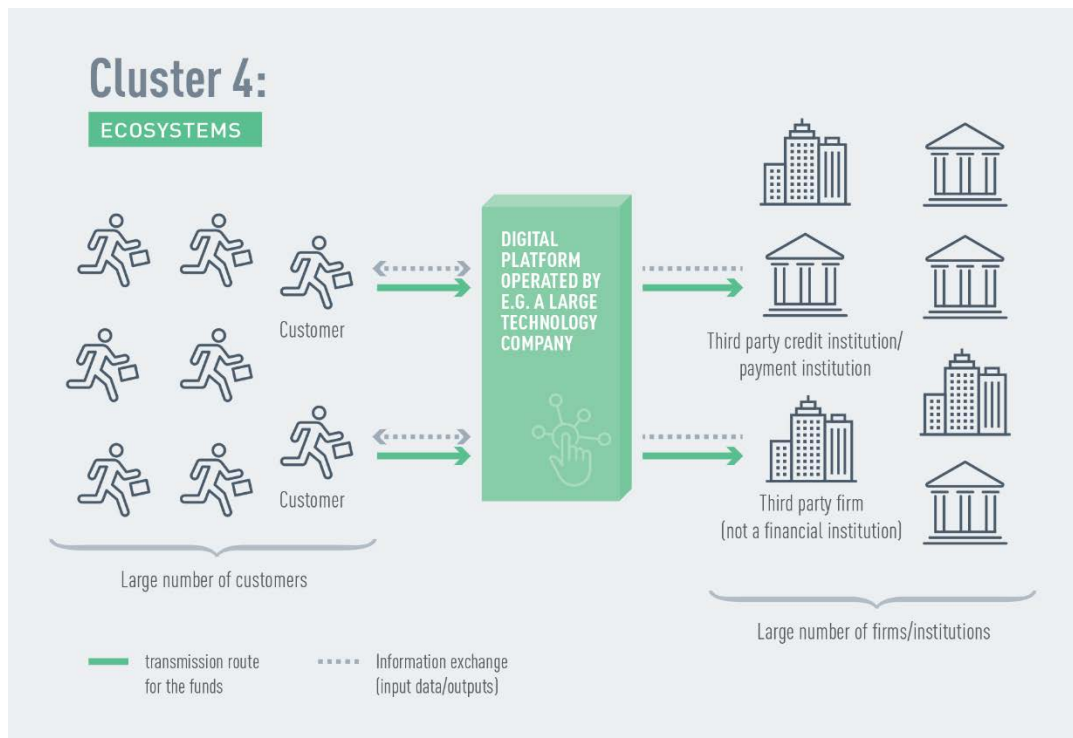 Cluster 4:
ECOSYSTEMS
Customer
Customer
Large number of customers
DIGITAL
PLATFORM
OPERATED BY
E.G. A LARGE
TECHNOLOGY
COMPANY
Third party credit institution/
payment institution
Third party firm
(not a financial institution)
Large number of firms/institutions
transmission route
for the funds
Information exchange
(input data/outputs)